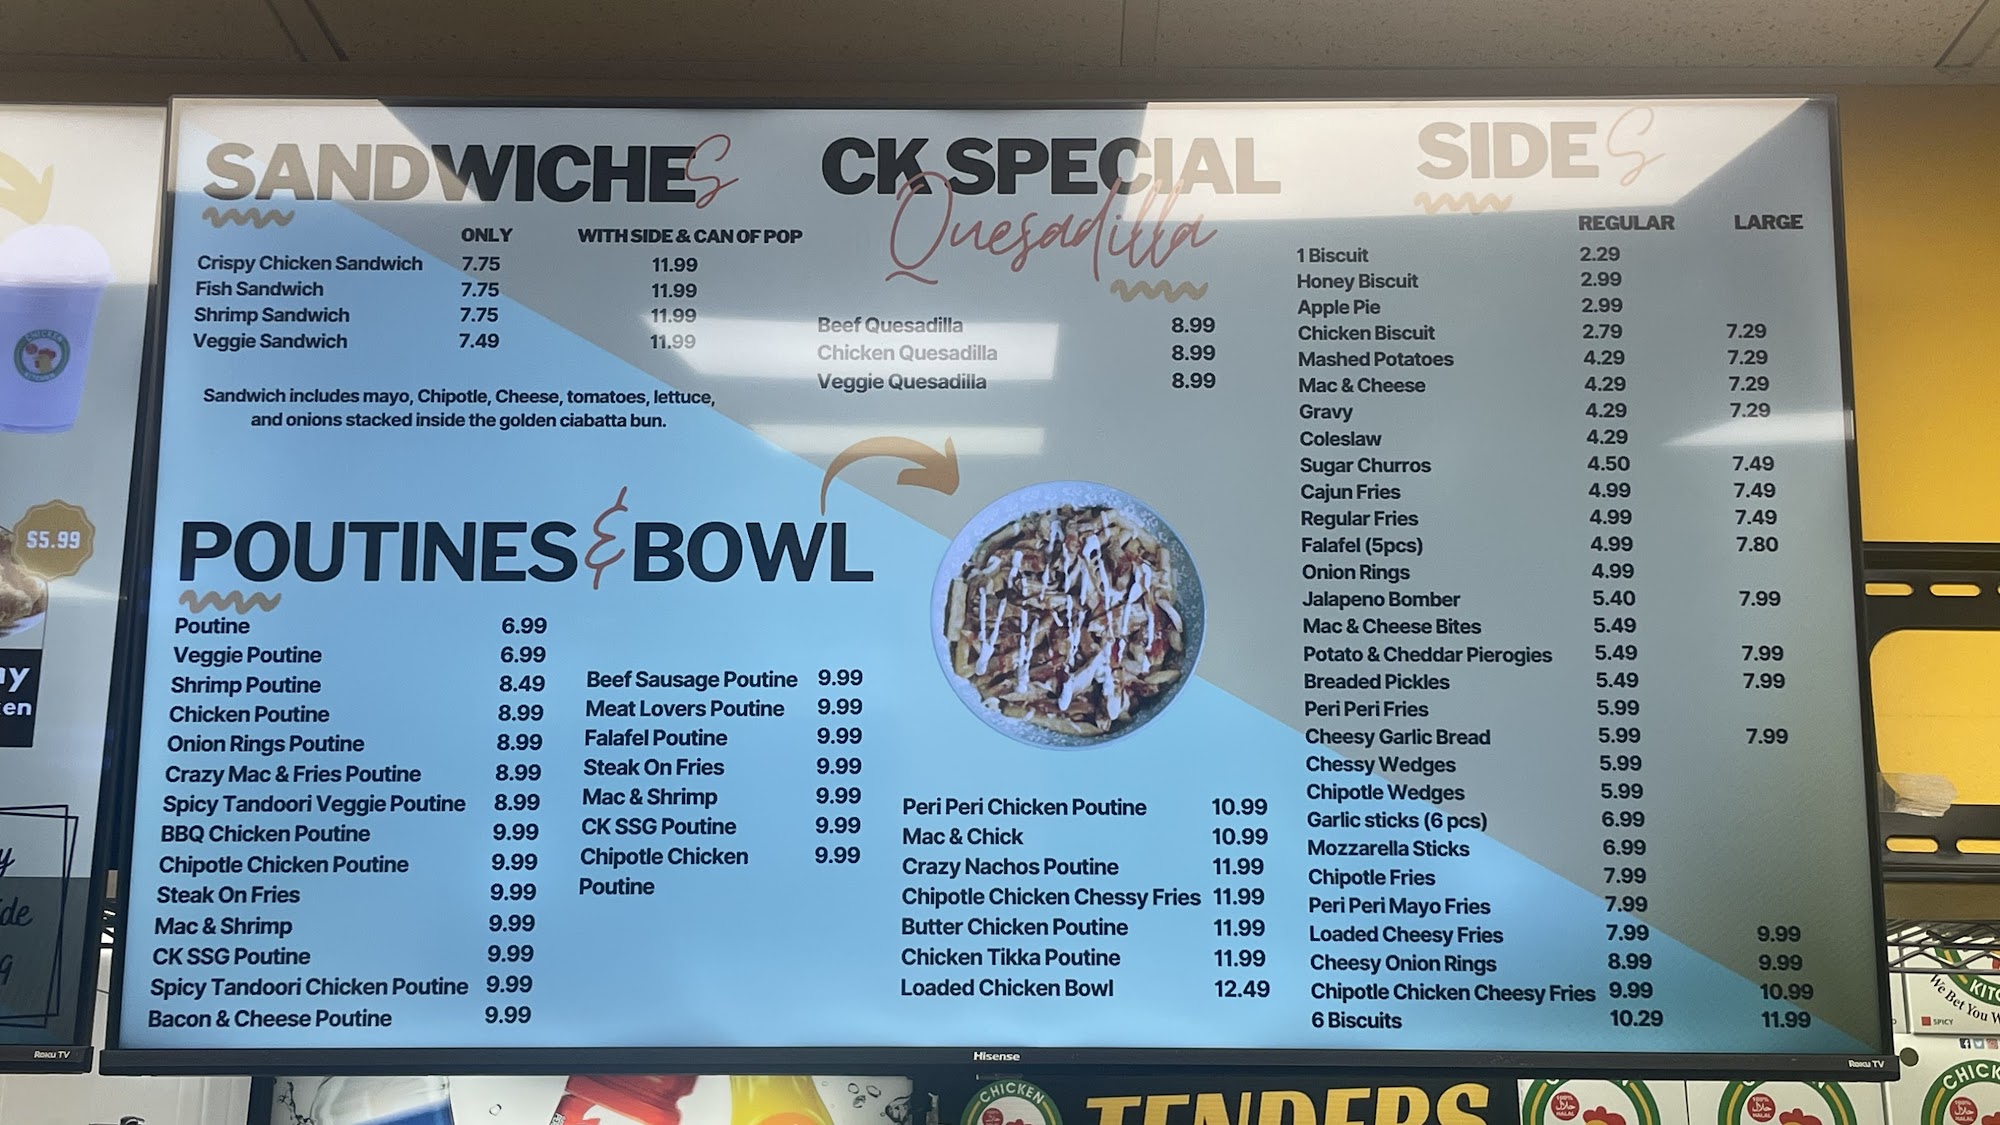 SANDWICHES
ONLY WITH SIDE & CAN OF POP
Crispy Chicken Sandwich 7.75 11.99
Fish Sandwich 7.75 11.99
Shrimp Sandwich 7.75 11.99
Veggie Sandwich 7.49 11.99
Sandwich includes mayo, Chipotle, Cheese, tomatoes, lettuce,
and onions stacked inside the golden ciabatta bun.
CK SPECIAL
Quesadilla
Beef Quesadilla 8.99
Chicken Quesadilla 8.99
Veggie Quesadilla 8.99
POUTINES & BOWL
Poutine 6.99
Veggie Poutine 6.99
Shrimp Poutine 8.49
Chicken Poutine 8.99
Onion Rings Poutine 8.99
Crazy Mac & Fries Poutine 8.99
Spicy Tandoori Veggie Poutine 8.99
BBQ Chicken Poutine 9.99
Chipotle Chicken Poutine 9.99
Steak On Fries 9.99
Mac & Shrimp 9.99
CK SSG Poutine 9.99
Spicy Tandoori Chicken Poutine 9.99
Bacon & Cheese Poutine 9.99
Beef Sausage Poutine 9.99
Meat Lovers Poutine 9.99
Falafel Poutine 9.99
Steak On Fries 9.99
Mac & Shrimp 9.99
CK SSG Poutine 9.99
Chipotle Chicken 9.99
Poutine
Peri Peri Chicken Poutine 10.99
Mac & Chick 10.99
Crazy Nachos Poutine 11.99
Chipotle Chicken Chessy Fries 11.99
Butter Chicken Poutine 11.99
Chicken Tikka Poutine 11.99
Loaded Chicken Bowl 12.49
SIDES
REGULAR LARGE
1 Biscuit 2.29
Honey Biscuit 2.99
Apple Pie 2.99
Chicken Biscuit 2.79 7.29
Mashed Potatoes 4.29 7.29
Mac & Cheese 4.29 7.29
Gravy 4.29 7.29
Coleslaw 4.29
Sugar Churros 4.50 7.49
Cajun Fries 4.99 7.49
Regular Fries 4.99 7.49
Falafel (5pcs) 4.99 7.80
Onion Rings 4.99
Jalapeno Bomber 5.40 7.99
Mac & Cheese Bites 5.49
Potato & Cheddar Pierogies 5.49 7.99
Breaded Pickles 5.49 7.99
Peri Peri Fries 5.99
Cheesy Garlic Bread 5.99 7.99
Chessy Wedges 5.99
Chipotle Wedges 5.99
Garlic sticks (6 pcs) 6.99
Mozzarella Sticks 6.99
Chipotle Fries 7.99
Peri Peri Mayo Fries 7.99
Loaded Cheesy Fries 7.99 9.99
Cheesy Onion Rings 8.99 9.99
Chipotle Chicken Cheesy Fries 9.99 10.99
6 Biscuits 10.29 11.99
Hisense
Roku TV
Roku TV
$5.99
CHICKEN
TENDERS
We Bet You
SPICY